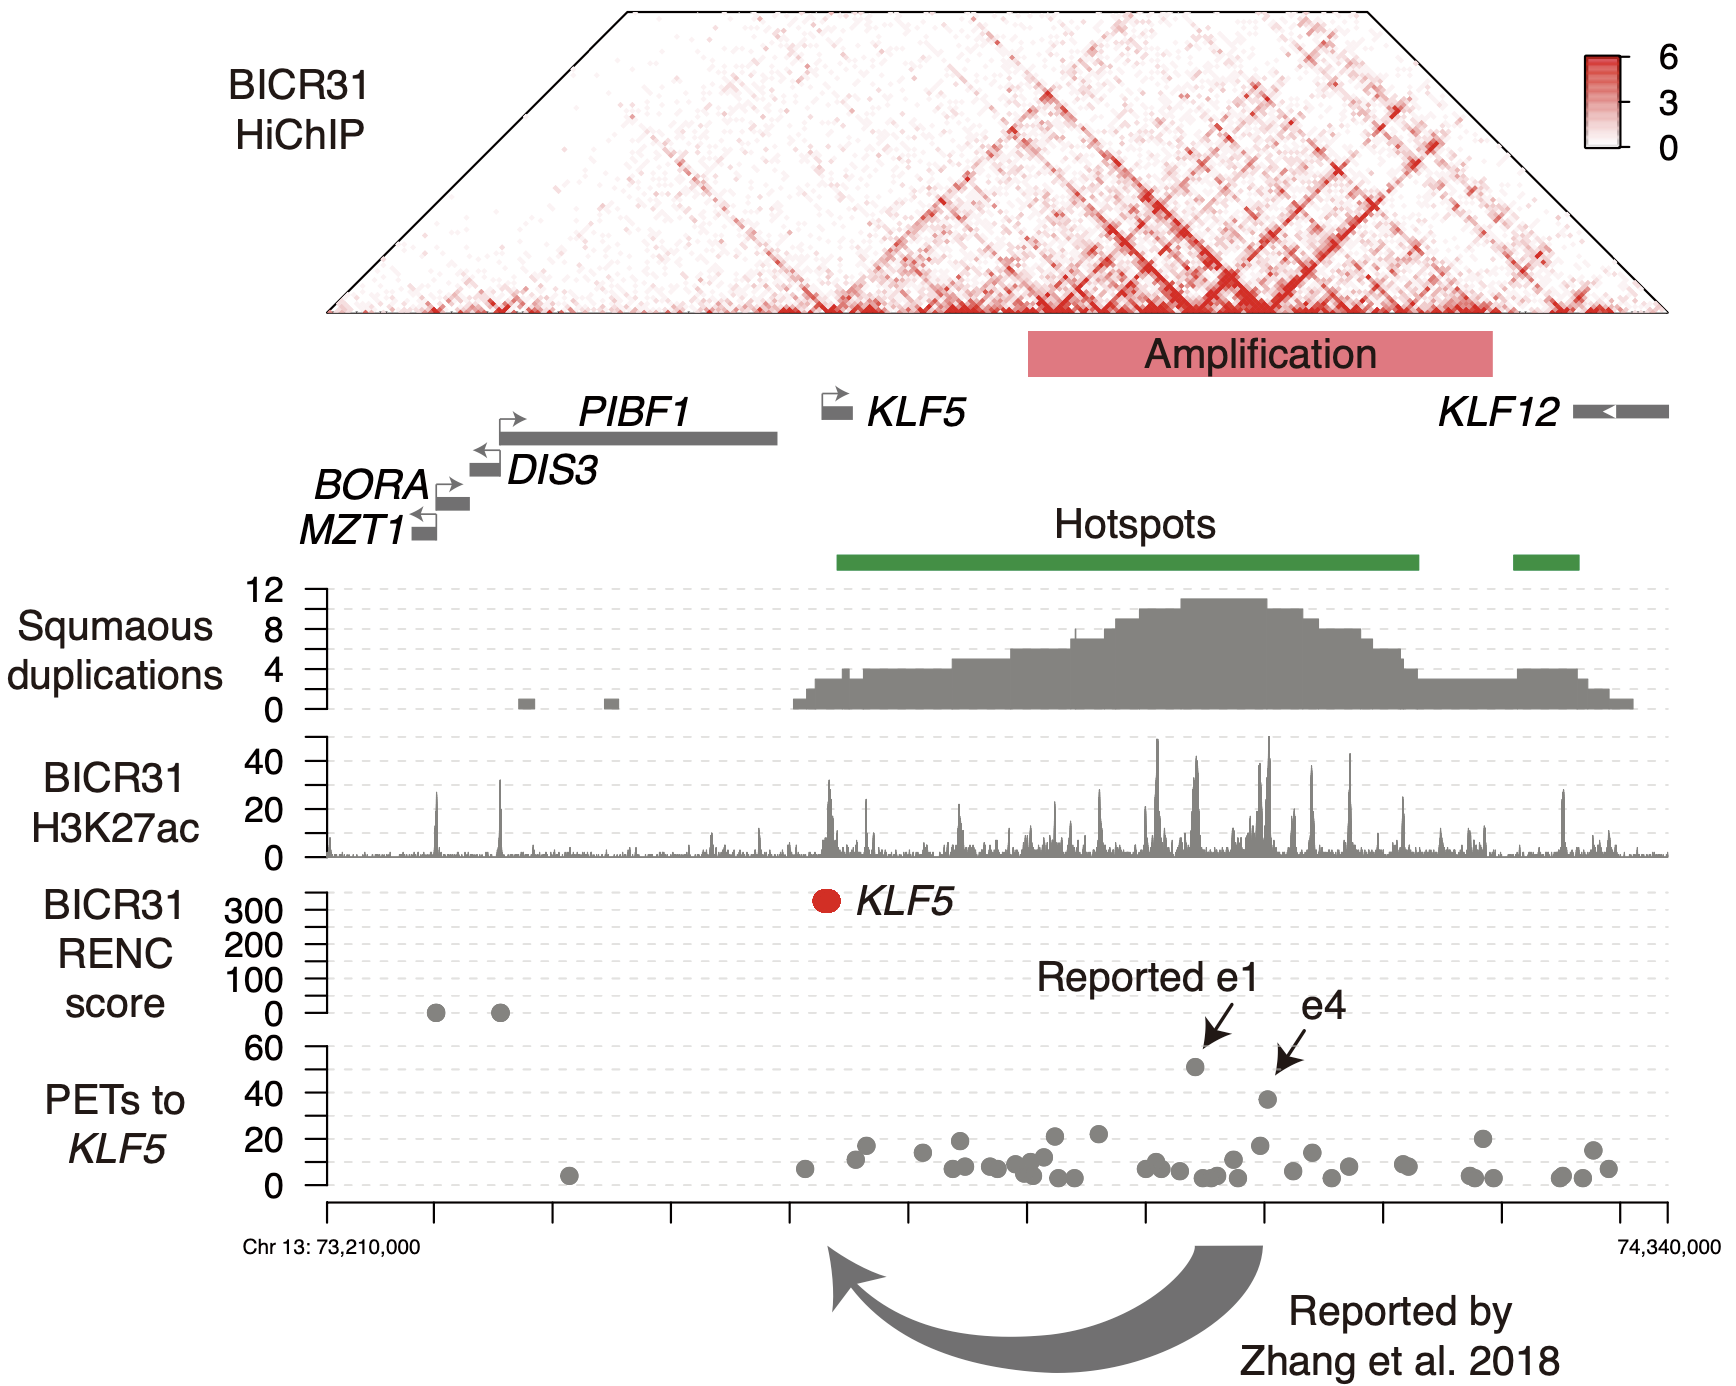 BICR31
HiChIP
6
3
0
Amplification
PIBF1
KLF5
KLF12
DIS3
BORA
MZT1
Hotspots
Squmaous
duplications
12
8
4
0
BICR31
H3K27ac
40
20
0
BICR31
RENC
score
300
200
100
0
KLF5
Reported e1
e4
PETs to
KLF5
60
40
20
0
Chr 13: 73,210,000
74,340,000
Reported by
Zhang et al. 2018